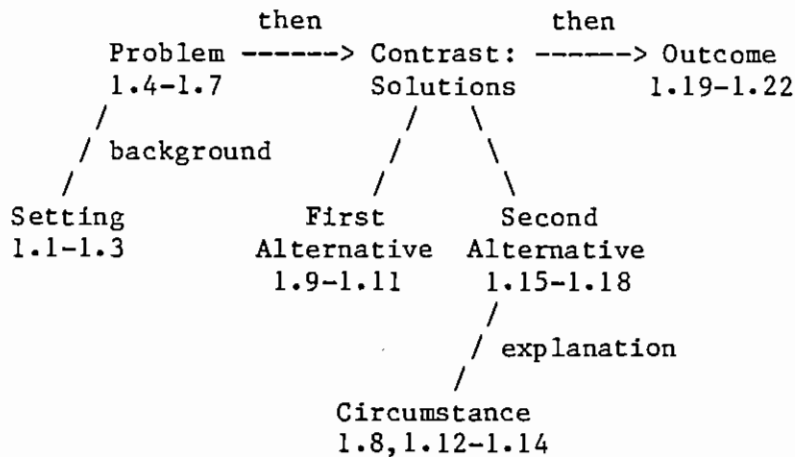 then then
Problem ------> Contrast: ------> Outcome
1.4-1.7 Solutions 1.19-1.22
background
Setting First Second
1.1-1.3 Alternative Alternative
1.9-1.11 1.15-1.18
explanation
Circumstance
1.8,1.12-1.14